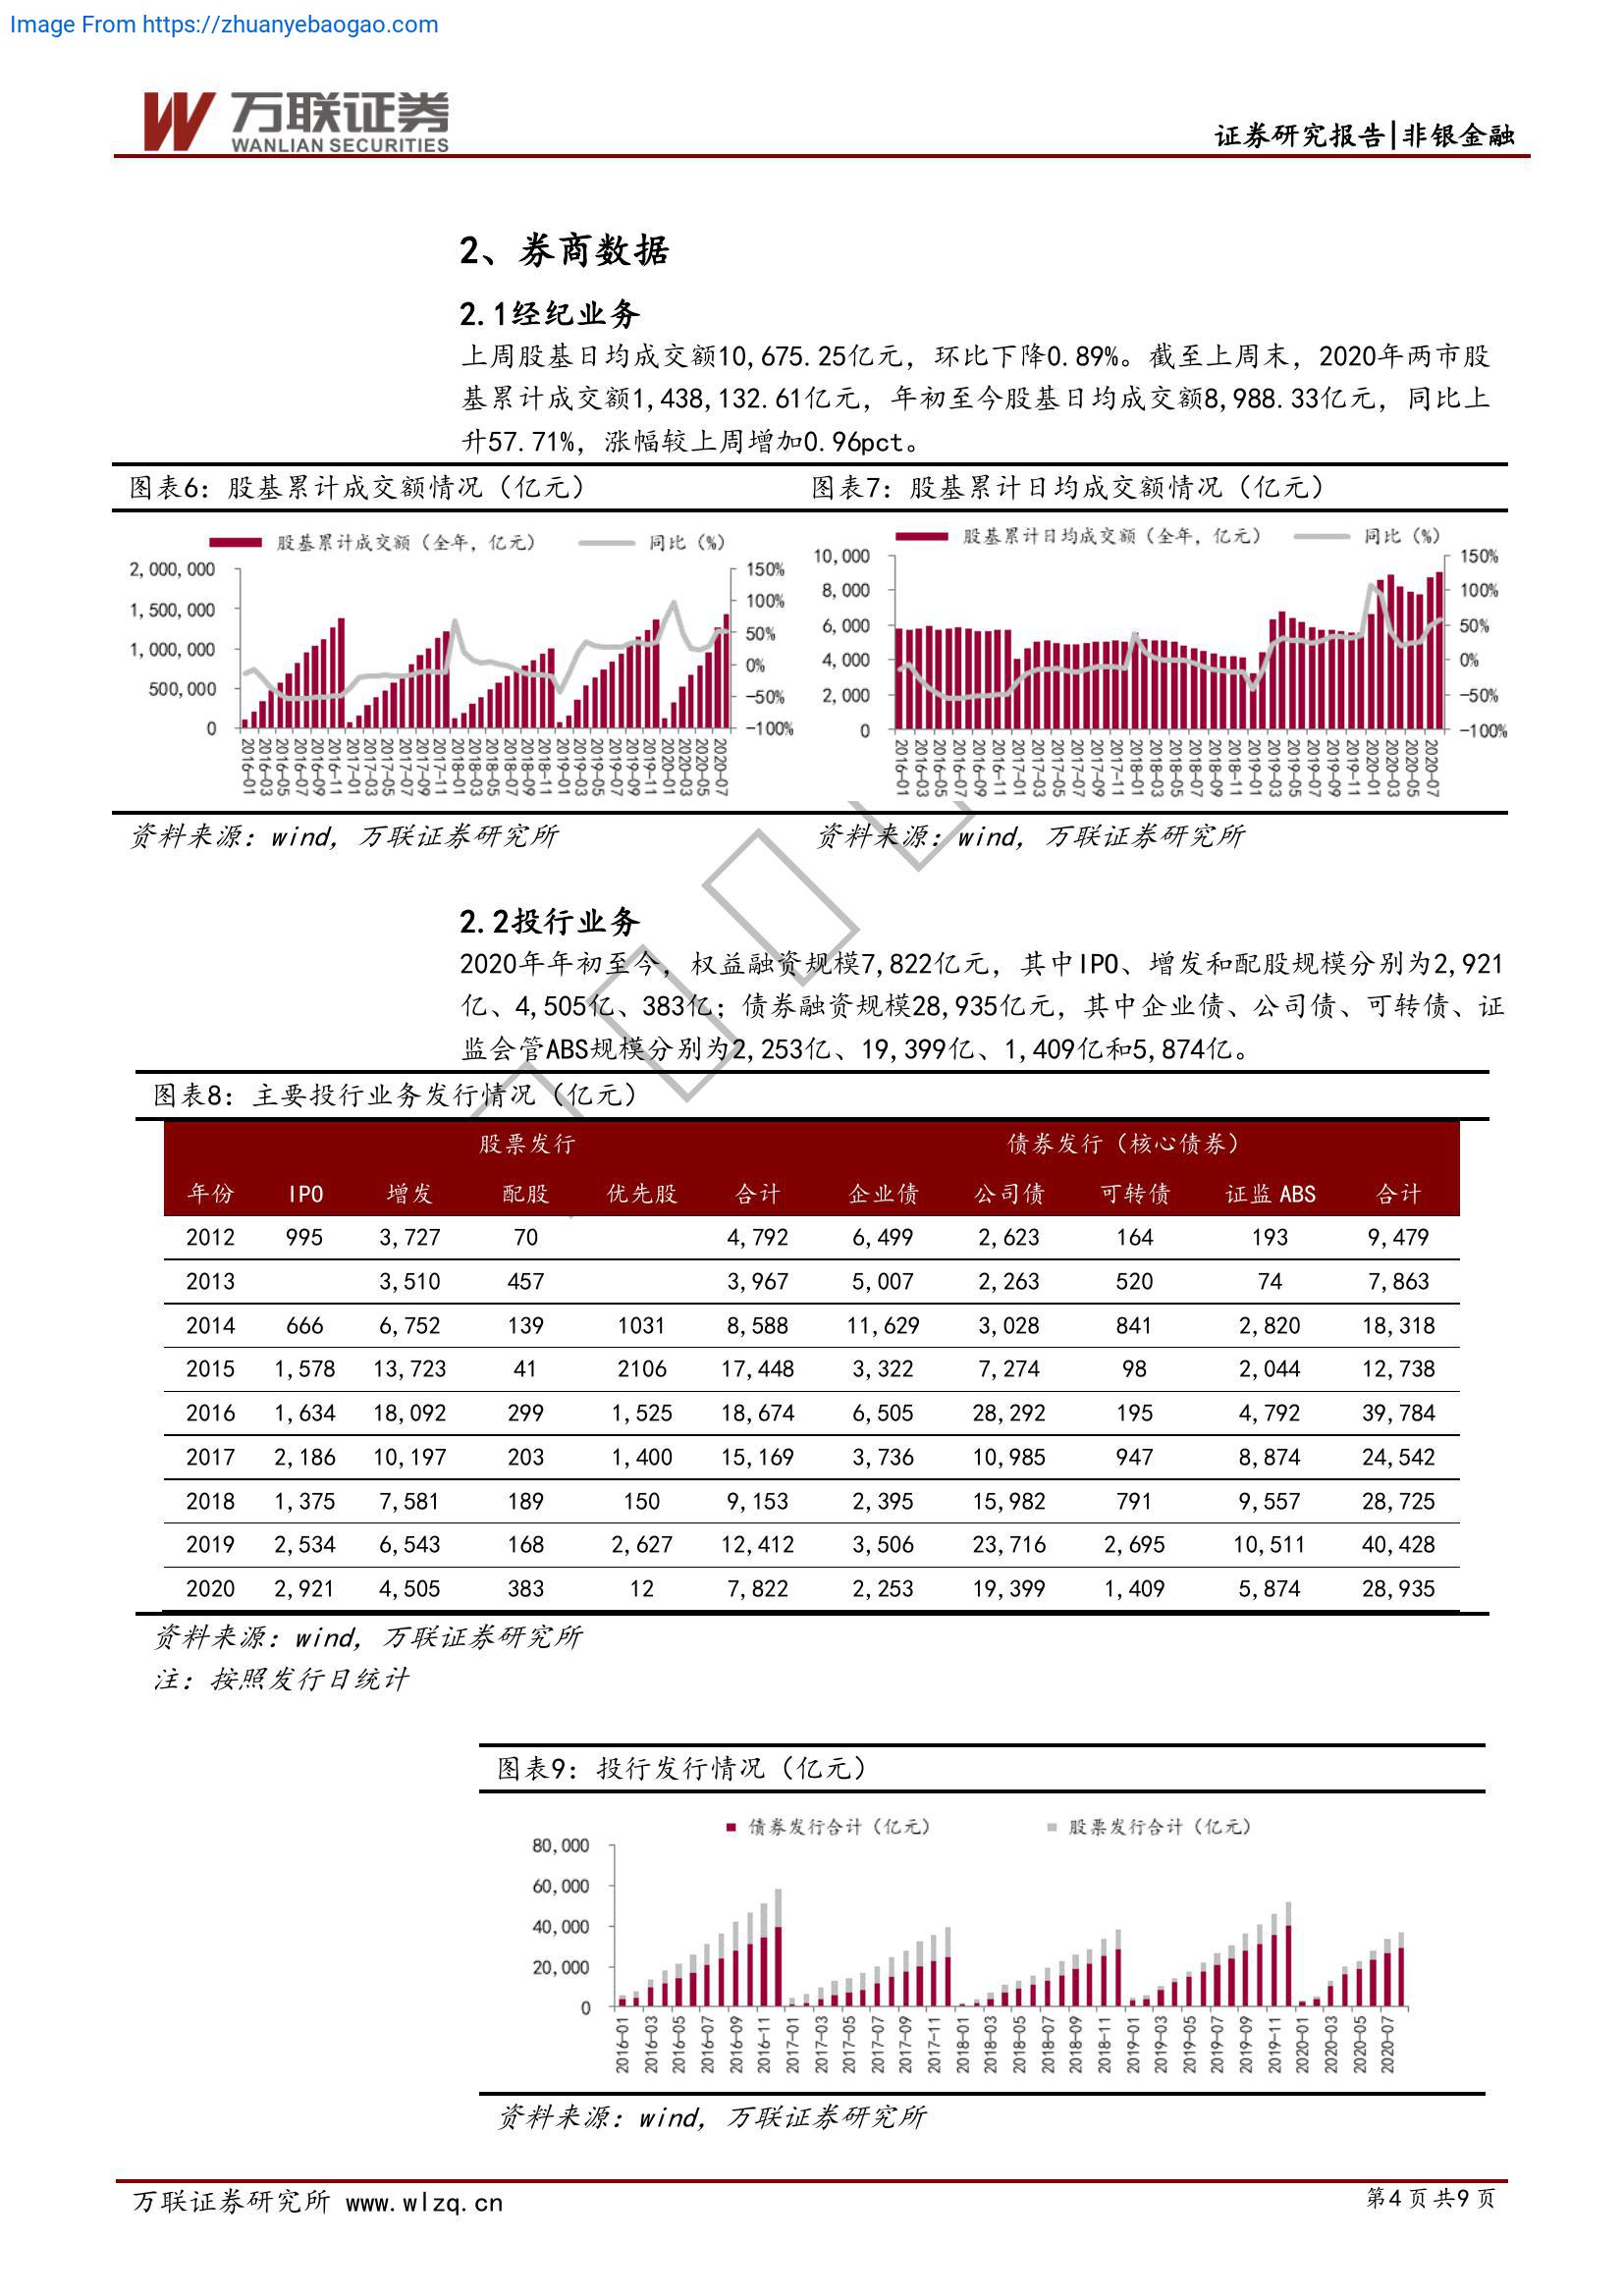 Image From https://zhuanyebaogao.com
万联证券
WANLIAN SECURITIES
证券研究报告|非银金融
2、券商数据
2.1经纪业务
上周股基日均成交额10,675.25亿元，环比下降0.89%。截至上周末，2020年两市股
基累计成交额1,438,132.61亿元，年初至今股基日均成交额8,988.33亿元，同比上
升57.71%，涨幅较上周增加0.96pct。
图表6：股基累计成交额情况（亿元）
股基累计成交额（全年，亿元） 同比（%）
2,000,000 150%
1,500,000 100%
1,000,000 50%
500,000 0%
0 -50%
-100%
2016-01 2016-03 2016-05 2016-07 2016-09 2016-11 2017-01 2017-03 2017-05 2017-07 2017-09 2017-11 2018-01 2018-03 2018-05 2018-07 2018-09 2018-11 2019-01 2019-03 2019-05 2019-07 2019-09 2019-11 2020-01 2020-03 2020-05 2020-07
资料来源：wind，万联证券研究所
图表7：股基累计日均成交额情况（亿元）
股基累计日均成交额（全年，亿元） 同比（%）
10,000 150%
8,000 100%
6,000 50%
4,000 0%
2,000 -50%
0 -100%
2016-01 2016-03 2016-05 2016-07 2016-09 2016-11 2017-01 2017-03 2017-05 2017-07 2017-09 2017-11 2018-01 2018-03 2018-05 2018-07 2018-09 2018-11 2019-01 2019-03 2019-05 2019-07 2019-09 2019-11 2020-01 2020-03 2020-05 2020-07
资料来源：wind，万联证券研究所
2.2投行业务
2020年年初至今，权益融资规模7,822亿元，其中IPO、增发和配股规模分别为2,921
亿、4,505亿、383亿；债券融资规模28,935亿元，其中企业债、公司债、可转债、证
监会管ABS规模分别为2,253亿、19,399亿、1,409亿和5,874亿。
图表8：主要投行业务发行情况（亿元）
股票发行 债券发行（核心债券）
年份 IPO 增发 配股 优先股 合计 企业债 公司债 可转债 证监 ABS 合计
2012 995 3,727 70 4,792 6,499 2,623 164 193 9,479
2013 3,510 457 3,967 5,007 2,263 520 74 7,863
2014 666 6,752 139 1031 8,588 11,629 3,028 841 2,820 18,318
2015 1,578 13,723 41 2106 17,448 3,322 7,274 98 2,044 12,738
2016 1,634 18,092 299 1,525 18,674 6,505 28,292 195 4,792 39,784
2017 2,186 10,197 203 1,400 15,169 3,736 10,985 947 8,874 24,542
2018 1,375 7,581 189 150 9,153 2,395 15,982 791 9,557 28,725
2019 2,534 6,543 168 2,627 12,412 3,506 23,716 2,695 10,511 40,428
2020 2,921 4,505 383 12 7,822 2,253 19,399 1,409 5,874 28,935
资料来源：wind，万联证券研究所
注：按照发行日统计
图表9：投行发行情况（亿元）
债券发行合计（亿元） 股票发行合计（亿元）
80,000
60,000
40,000
20,000
0
2016-01 2016-03 2016-05 2016-07 2016-09 2016-11 2017-01 2017-03 2017-05 2017-07 2017-09 2017-11 2018-01 2018-03 2018-05 2018-07 2018-09 2018-11 2019-01 2019-03 2019-05 2019-07 2019-09 2019-11 2020-01 2020-03 2020-05 2020-07
资料来源：wind，万联证券研究所
万联证券研究所 www.wlzq.cn
第4页共9页